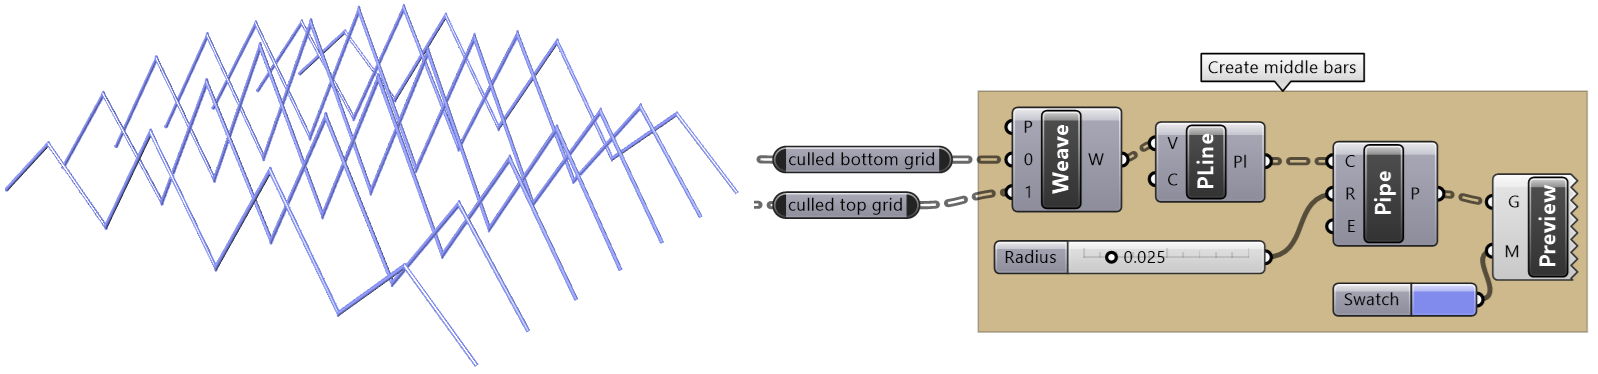 Create middle bars
culled bottom grid
culled top grid
P
0
1
Weave
W
V
C
PLine
Pl
C
R
E
Pipe
P
G
M
Preview
Radius
0.025
Swatch